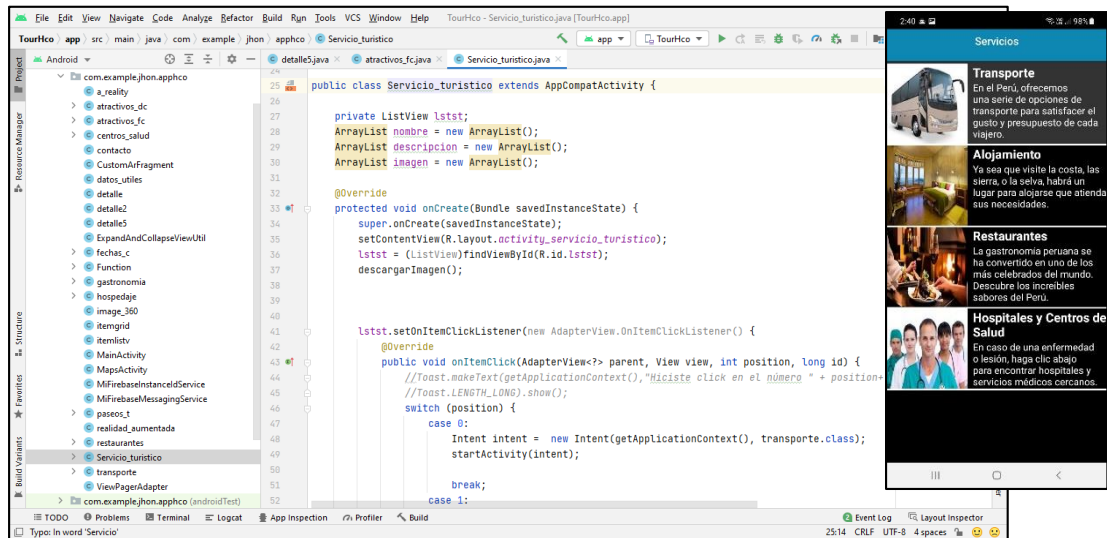 File Edit View Navigate Code Analyze Refactor Build Run Tools VCS Window Help TourHco - Servicio_turistico.java [TourHco.app]
TourHco app src main java com example jhon apphco Servicio_turistico
app TourHco
Android
detalle5.java atractivos_fc.java Servicio_turistico.java
Project
Resource Manager
Structure
Favorites
Build Variants
com.example.jhon.apphco
a_reality
atractivos_dc
atractivos_fc
centros_salud
contacto
CustomArFragment
datos_utiles
detalle
detalle2
detalle5
ExpandAndCollapseViewUtil
fechas_c
Function
gastronomia
hospedaje
image_360
itemgrid
itemlistv
MainActivity
MapsActivity
MiFirebaseInstanceIdService
MiFirebaseMessagingService
paseos_t
realidad_aumentada
restaurantes
Servicio_turistico
transporte
ViewPagerAdapter
com.example.jhon.apphco (androidTest)
24
25 public class Servicio_turistico extends AppCompatActivity {
26
27 private ListView lstst;
28 ArrayList nombre = new ArrayList();
29 ArrayList descripcion = new ArrayList();
30 ArrayList imagen = new ArrayList();
31
32 @Override
33 protected void onCreate(Bundle savedInstanceState) {
34 super.onCreate(savedInstanceState);
35 setContentView(R.layout.activity_servicio_turistico);
36 lstst = (ListView)findViewById(R.id.lstst);
37 descargarImagen();
38
39
40
41 lstst.setOnItemClickListener(new AdapterView.OnItemClickListener() {
42 @Override
43 public void onItemClick(AdapterView<?> parent, View view, int position, long id) {
44 //Toast.makeText(getApplicationContext(),"Hiciste click en el número " + position+
45 //Toast.LENGTH_LONG).show();
46 switch (position) {
47 case 0:
48 Intent intent = new Intent(getApplicationContext(), transporte.class);
49 startActivity(intent);
50
51 break;
52 case 1:
TODO Problems Terminal Logcat App Inspection Profiler Build 2 Event Log Layout Inspector
Typo: In word 'Servicio' 25:14 CRLF UTF-8 4 spaces
2:40 98%
Servicios
Transporte
En el Perú, ofrecemos
una serie de opciones de
transporte para satisfacer el
gusto y presupuesto de cada
viajero.
Alojamiento
Ya sea que visite la costa, las
sierra, o la selva, habrá un
lugar para alojarse que atienda
sus necesidades.
Restaurantes
La gastronomía peruana se
ha convertido en uno de los
más celebrados del mundo.
Descubre los increíbles
sabores del Perú.
Hospitales y Centros de
Salud
En caso de una enfermedad
o lesión, haga clic abajo
para encontrar hospitales y
servicios médicos cercanos.